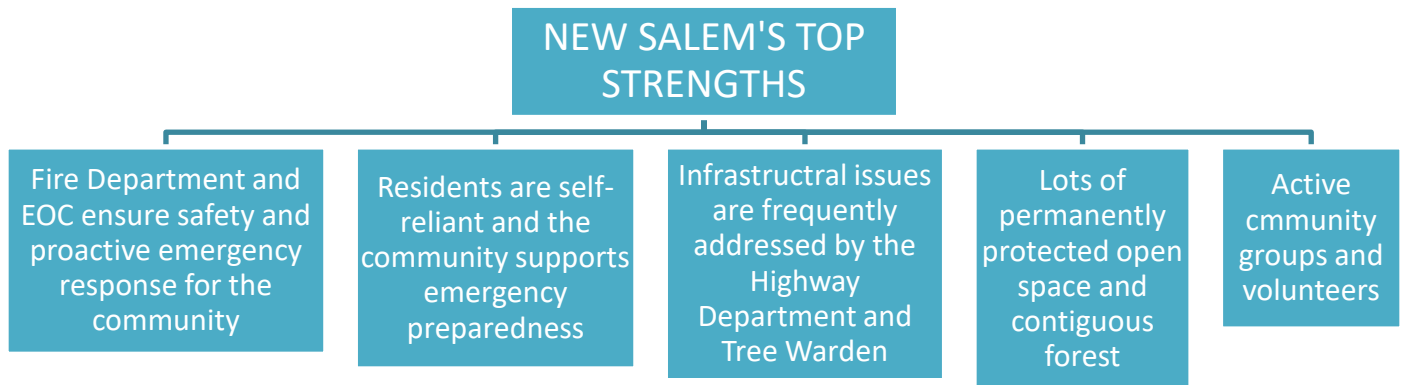 NEW SALEM'S TOP
STRENGTHS
Fire Department and
EOC ensure safety and
proactive emergency
response for the
community
Residents are self-
reliant and the
community supports
emergency
preparedness
Infrastructral issues
are frequently
addressed by the
Highway
Department and
Tree Warden
Lots of
permanently
protected open
space and
contiguous
forest
Active
cmmunity
groups and
volunteers